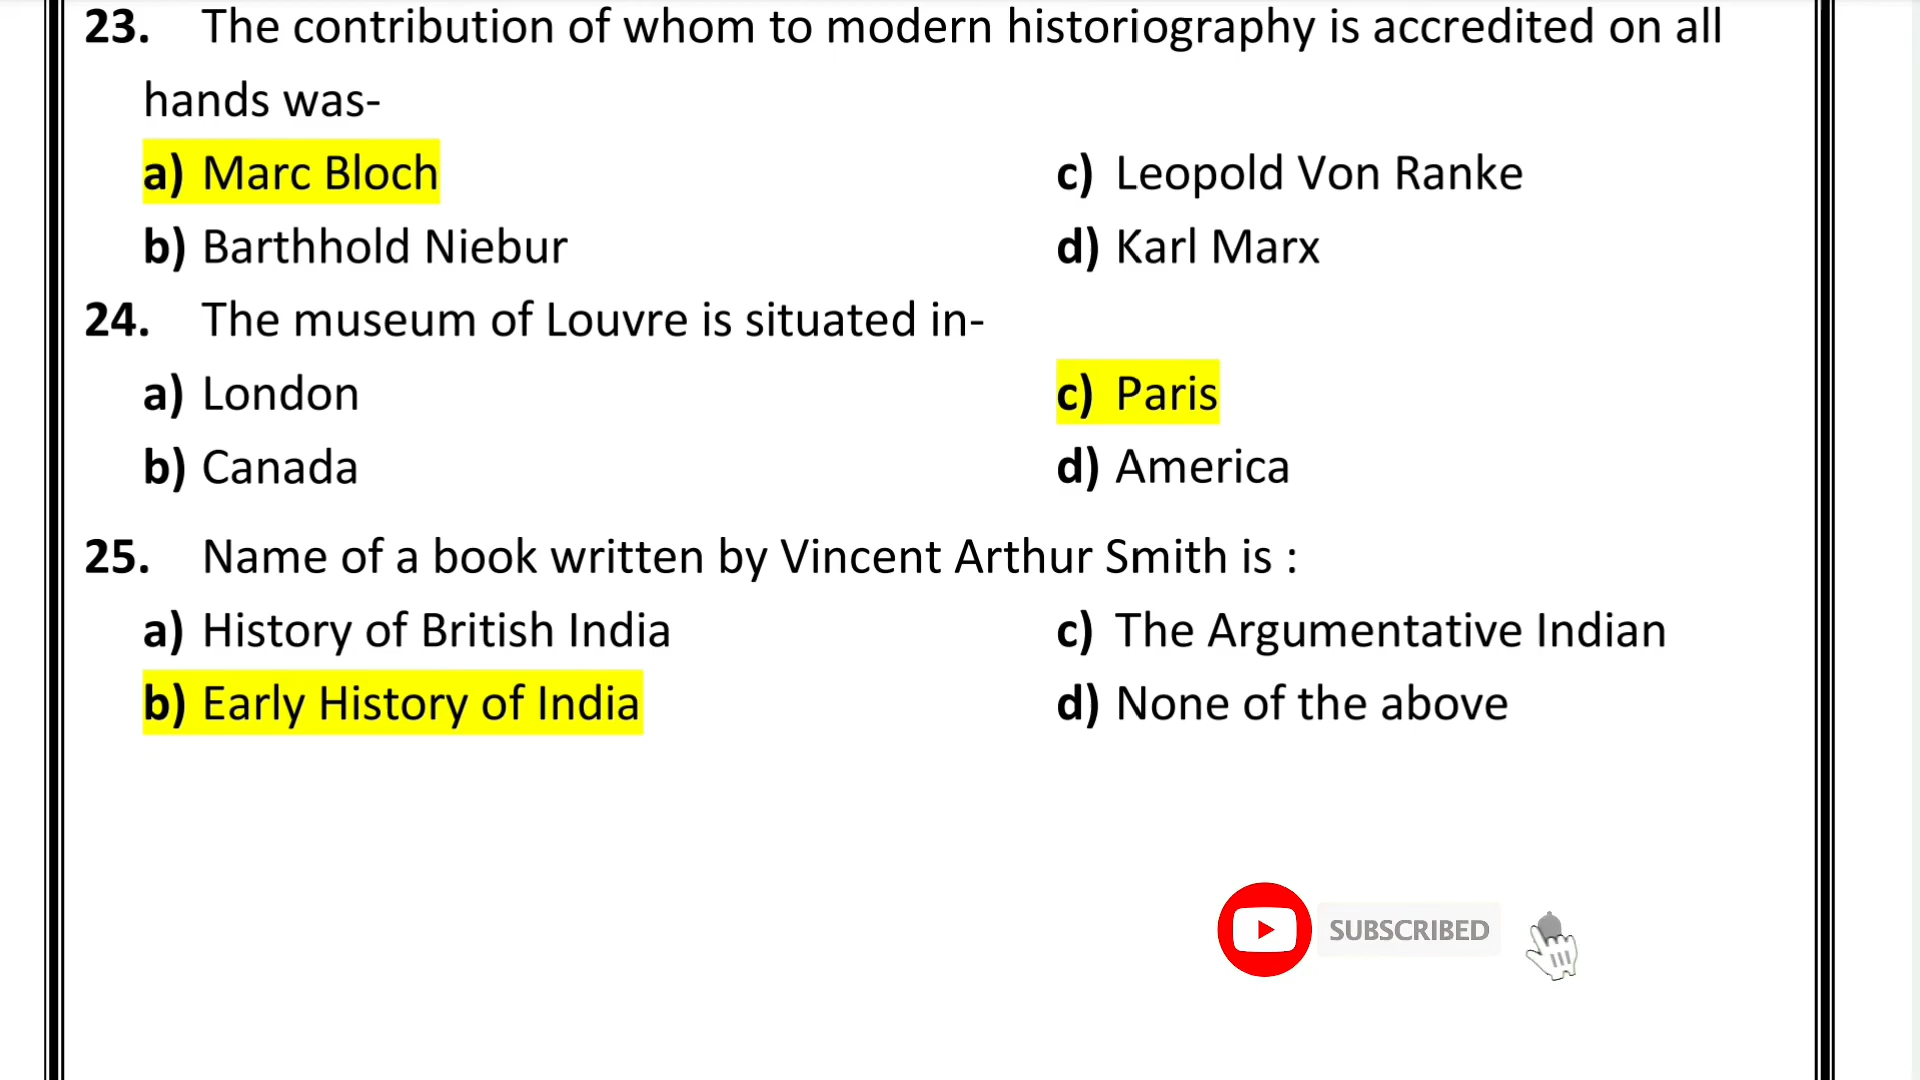 23. The contribution of whom to modern historiography is accredited on all
hands was-
a) Marc Bloch
c) Leopold Von Ranke
b) Barthhold Niebur
d) Karl Marx
24. The museum of Louvre is situated in-
a) London
c) Paris
b) Canada
d) America
25. Name of a book written by Vincent Arthur Smith is :
a) History of British India
c) The Argumentative Indian
b) Early History of India
d) None of the above
SUBSCRIBED